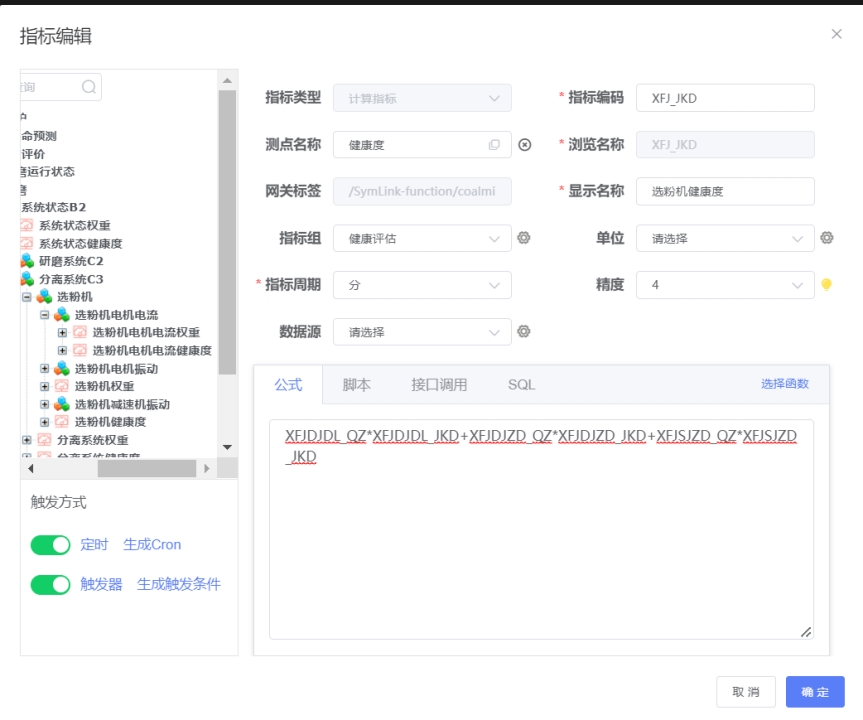 指标编辑
询
命预测
评价
磨运行状态
磨
系统状态B2
系统状态权重
系统状态健康度
研磨系统C2
分离系统C3
选粉机
选粉机电机电流
选粉机电机电流权重
选粉机电机电流健康度
选粉机电机振动
选粉机权重
选粉机减速机振动
选粉机健康度
分离系统权重
分离系统健康度
触发方式
定时 生成Cron
触发器 生成触发条件
指标类型 计算指标 * 指标编码 XFJ_JKD
测点名称 健康度 * 浏览名称 XFJ_JKD
网关标签 /SymLink-function/coalmi * 显示名称 选粉机健康度
指标组 健康评估 单位 请选择
* 指标周期 分 精度 4
数据源 请选择
公式 脚本 接口调用 SQL 选择函数
XFJDJDL_QZ*XFJDJDL_JKD+XFJDJZD_QZ*XFJDJZD_JKD+XFJSJZD_QZ*XFJSJZD
_JKD
取 消 确 定